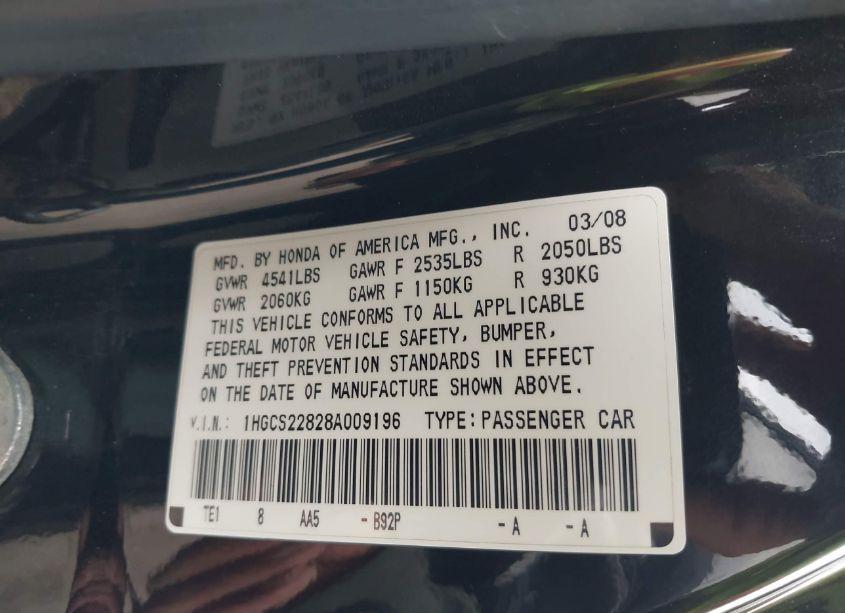 MFD. BY HONDA OF AMERICA MFG., INC. 03/08
GVWR 4541LBS GAWR F 2535LBS R 2050LBS
GVWR 2060KG GAWR F 1150KG R 930KG
THIS VEHICLE CONFORMS TO ALL APPLICABLE
FEDERAL MOTOR VEHICLE SAFETY, BUMPER,
AND THEFT PREVENTION STANDARDS IN EFFECT
ON THE DATE OF MANUFACTURE SHOWN ABOVE.
V.I.N.: 1HGCS22828A009196 TYPE:PASSENGER CAR
TE1 8 AA5 -B92P -A -A